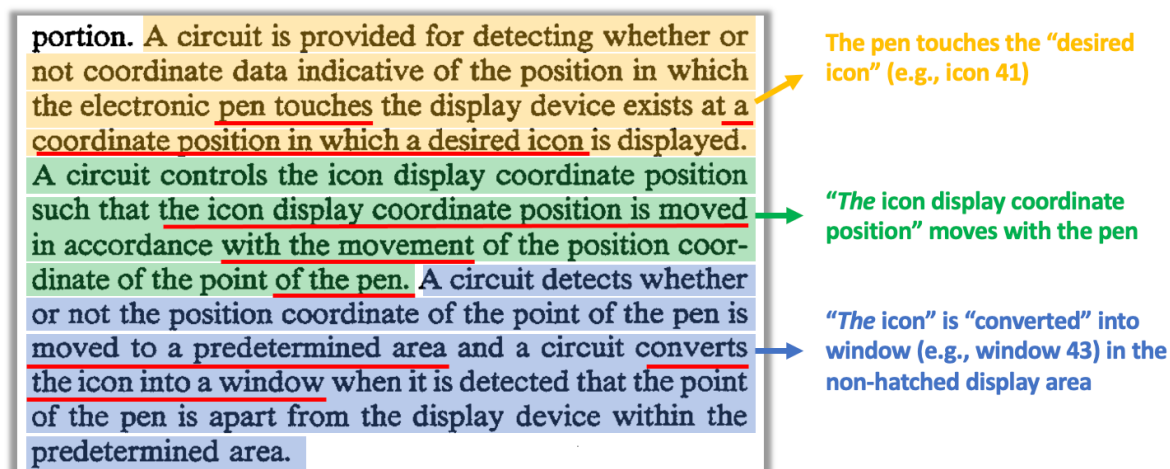 portion. A circuit is provided for detecting whether or
not coordinate data indicative of the position in which
the electronic pen touches the display device exists at a
coordinate position in which a desired icon is displayed.
A circuit controls the icon display coordinate position
such that the icon display coordinate position is moved
in accordance with the movement of the position coor-
dinate of the point of the pen. A circuit detects whether
or not the position coordinate of the point of the pen is
moved to a predetermined area and a circuit converts
the icon into a window when it is detected that the point
of the pen is apart from the display device within the
predetermined area.
The pen touches the “desired
icon” (e.g., icon 41)
“The icon display coordinate
position” moves with the pen
“The icon” is “converted” into
window (e.g., window 43) in the
non-hatched display area